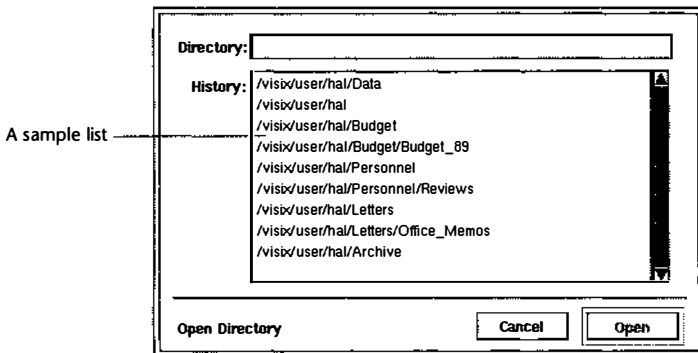 Directory:
History:
/visix/user/hal/Data
/visix/user/hal
A sample list
/visix/user/hal/Budget
/visix/user/hal/Budget/Budget_89
/visix/user/hal/Personnel
/visix/user/hal/Personnel/Reviews
/visix/user/hal/Letters
/visix/user/hal/Letters/Office_Memos
/visix/user/hal/Archive
Open Directory
Cancel
Open